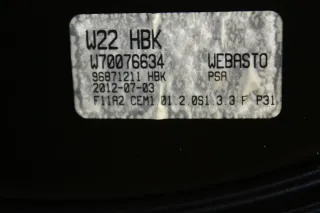 W22 HBK
W70076634 WEBASTO
96871211 HBK PSA
2012-07-03
F11A2 CEM1 01 2.0S1 3.3 F P31